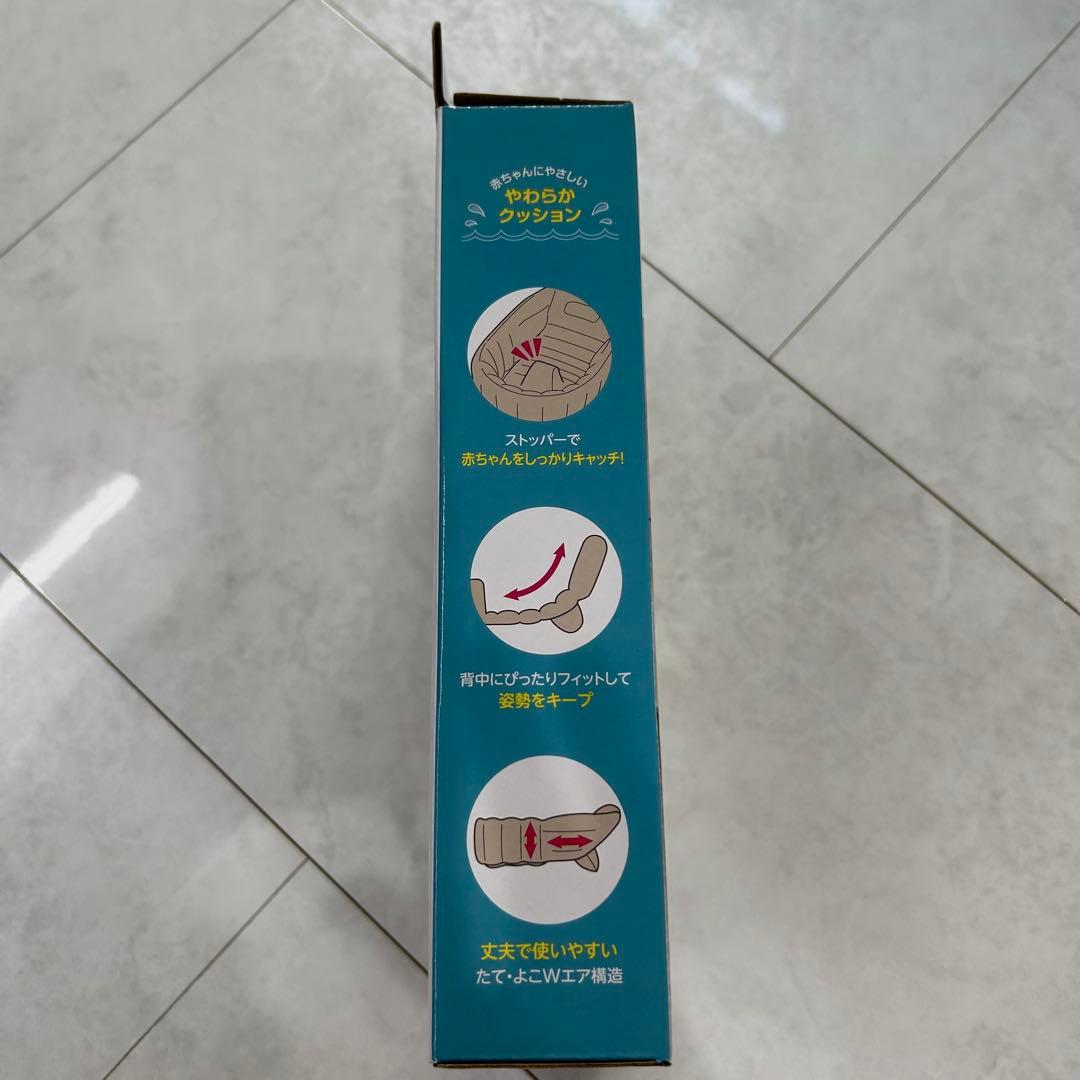 赤ちゃんにやさしい
やわらか
クッション
ストッパーで
赤ちゃんをしっかりキャッチ!
背中にぴったりフィットして
姿勢をキープ
丈夫で使いやすい
たて・よこWエア構造